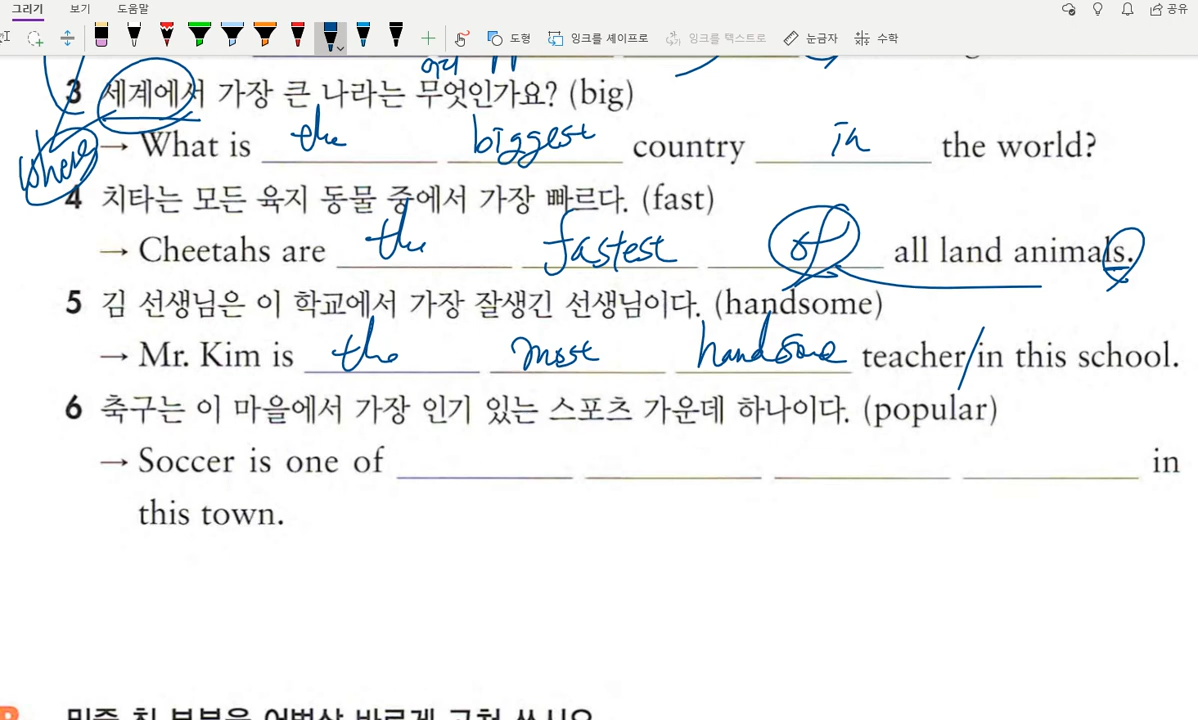 그리기 보기 도움말 공유
도형 잉크를 셰이프로 잉크를 텍스트로 눈금자 수학
3 세계에서 가장 큰 나라는 무엇인가요? (big)
where → What is the biggest country in the world?
4 치타는 모든 육지 동물 중에서 가장 빠르다. (fast)
→ Cheetahs are the fastest of all land animals.
5 김 선생님은 이 학교에서 가장 잘생긴 선생님이다. (handsome)
→ Mr. Kim is the most handsome teacher/in this school.
6 축구는 이 마을에서 가장 인기 있는 스포츠 가운데 하나이다. (popular)
→ Soccer is one of ____ ____ ____ ____ in
this town.